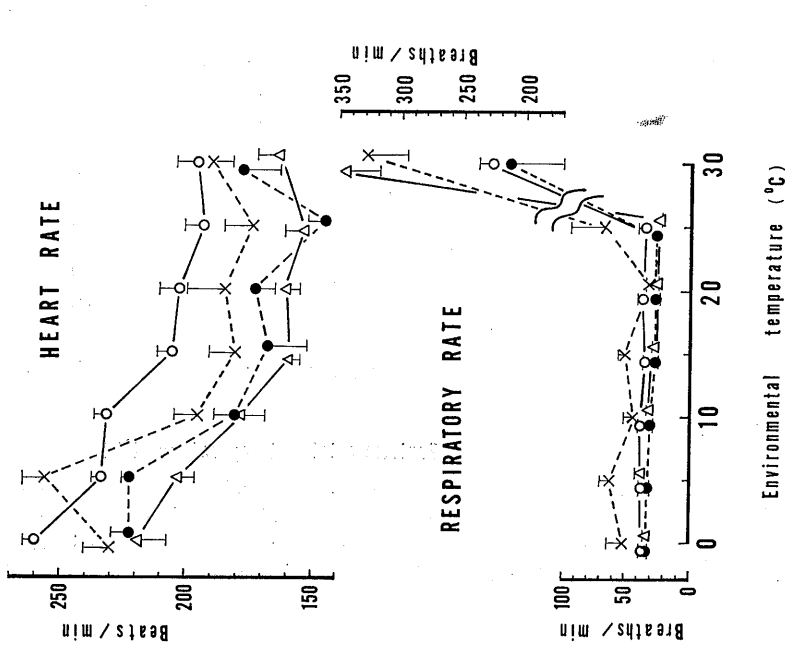 HEART RATE
Beats / min
250
200
150
RESPIRATORY RATE
Breaths / min
350
300
250
200
Breaths / min
100
50
0
0
10
20
30
Environmental temperature (°C)